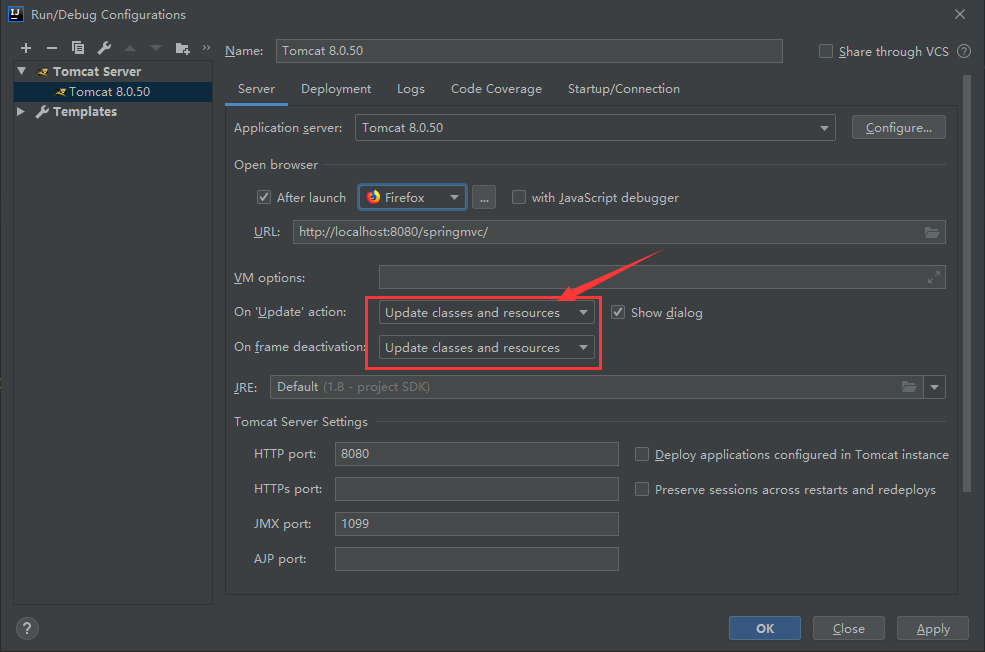 Run/Debug Configurations
Name: Tomcat 8.0.50 Share through VCS ?
Tomcat Server
Tomcat 8.0.50
Templates
Server Deployment Logs Code Coverage Startup/Connection
Application server: Tomcat 8.0.50 Configure...
Open browser
After launch Firefox ... with JavaScript debugger
URL: http://localhost:8080/springmvc/
VM options:
On 'Update' action: Update classes and resources Show dialog
On frame deactivation: Update classes and resources
JRE: Default (1.8 - project SDK)
Tomcat Server Settings
HTTP port: 8080 Deploy applications configured in Tomcat instance
HTTPs port: Preserve sessions across restarts and redeploys
JMX port: 1099
AJP port:
? OK Close Apply